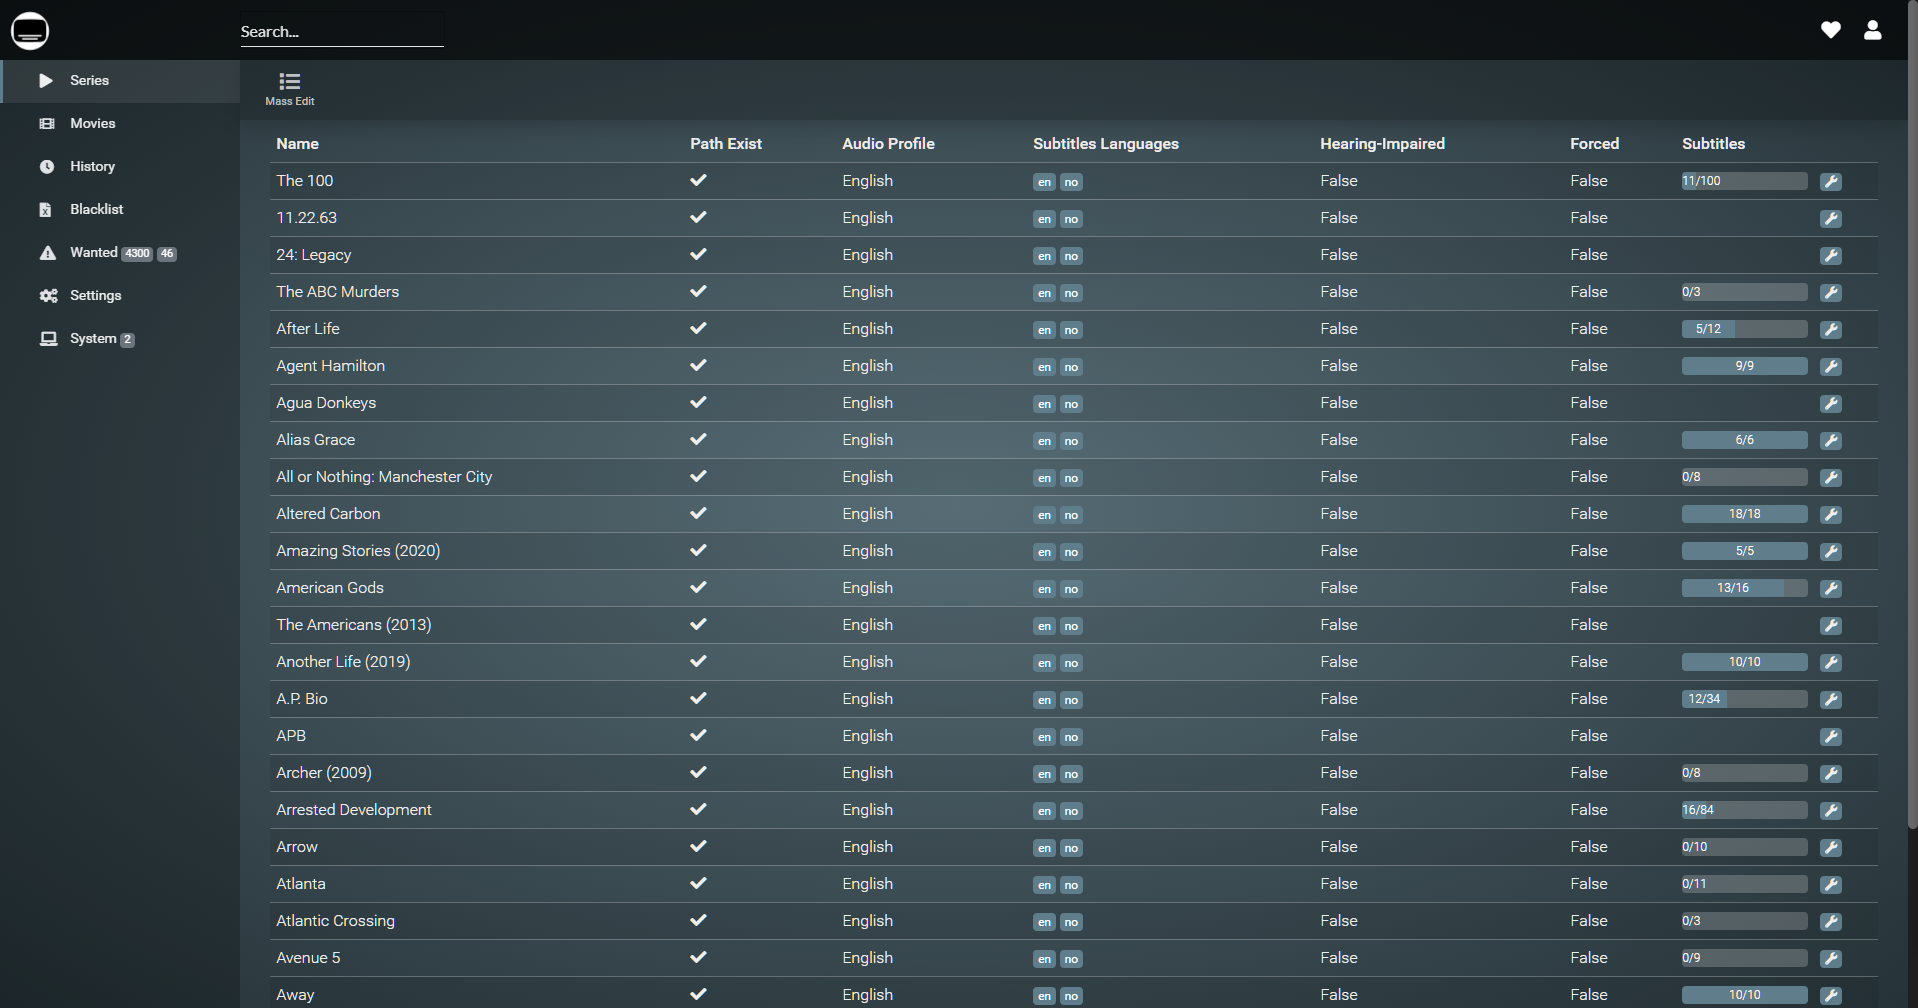 Search...
Series
Movies
History
Blacklist
Wanted 4300 46
Settings
System 2
Mass Edit
Name Path Exist Audio Profile Subtitles Languages Hearing-Impaired Forced Subtitles
The 100 English en no False False 11/100
11.22.63 English en no False False
24: Legacy English en no False False
The ABC Murders English en no False False 0/3
After Life English en no False False 5/12
Agent Hamilton English en no False False 9/9
Agua Donkeys English en no False False
Alias Grace English en no False False 6/6
All or Nothing: Manchester City English en no False False 0/8
Altered Carbon English en no False False 18/18
Amazing Stories (2020) English en no False False 5/5
American Gods English en no False False 13/16
The Americans (2013) English en no False False
Another Life (2019) English en no False False 10/10
A.P. Bio English en no False False 12/34
APB English en no False False
Archer (2009) English en no False False 0/8
Arrested Development English en no False False 16/84
Arrow English en no False False 0/10
Atlanta English en no False False 0/11
Atlantic Crossing English en no False False 0/3
Avenue 5 English en no False False 0/9
Away English en no False False 10/10